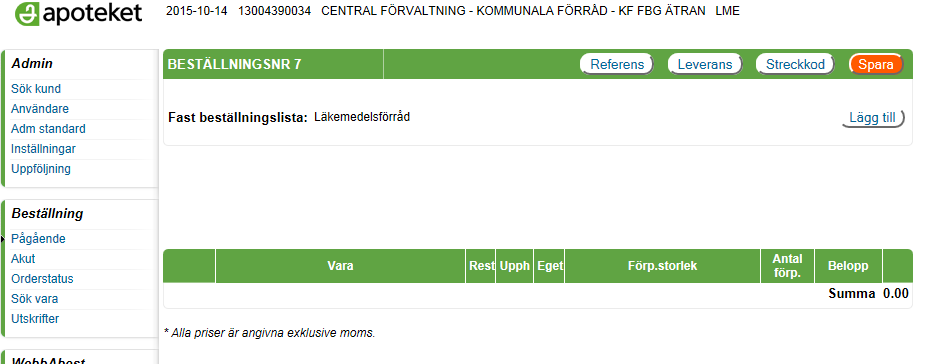 apoteket 2015-10-14 13004390034 CENTRAL FÖRVALTNING - KOMMUNALA FÖRRÅD - KF FBG ÄTRAN LME
Admin
Sök kund
Användare
Adm standard
Inställningar
Uppföljning
Beställning
Pågående
Akut
Orderstatus
Sök vara
Utskrifter
WebbAbest
BESTÄLLNINGSNR 7 Referens Leverans Streckkod Spara
Fast beställningslista: Läkemedelsförråd Lägg till
Vara Rest Upph Eget Förp.storlek Antal förp. Belopp
Summa 0.00
* Alla priser är angivna exklusive moms.